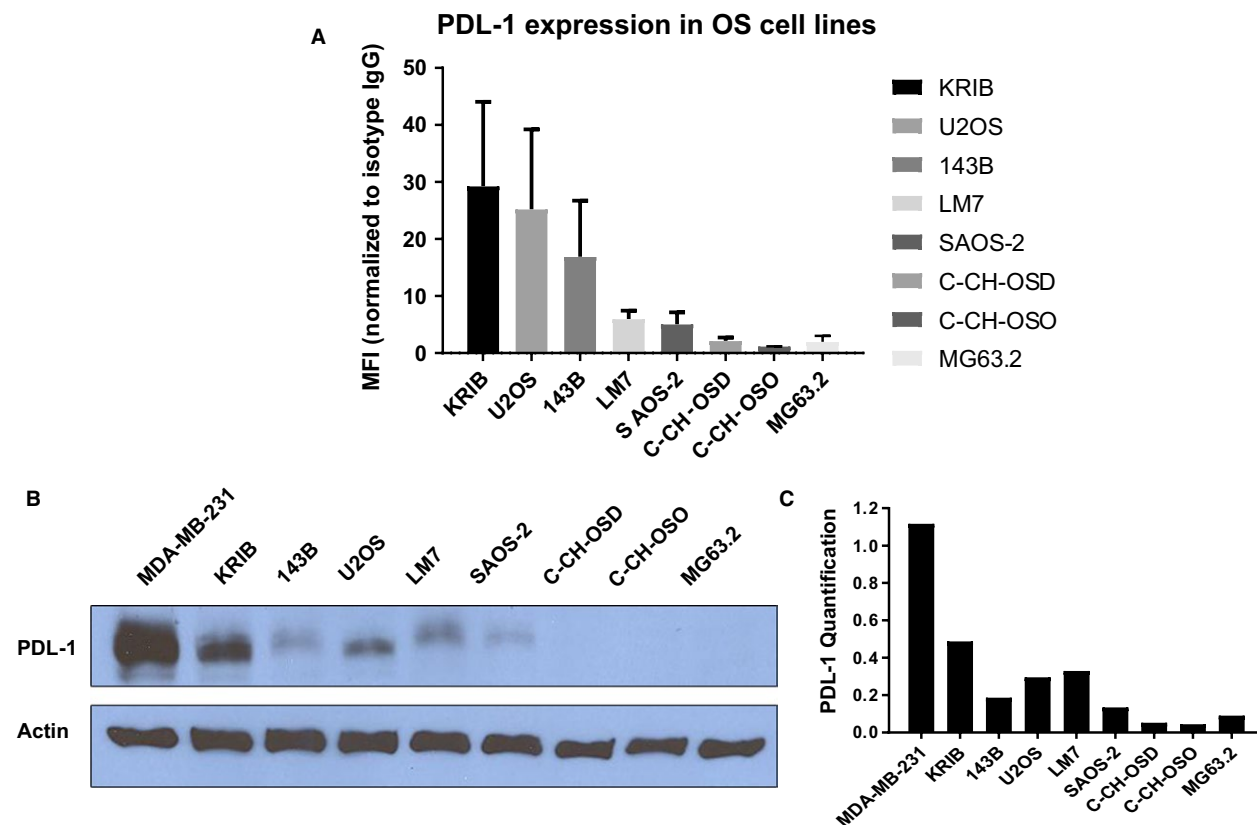 PDL-1 expression in OS cell lines
A
MFI (normalized to isotype IgG)
50
40
30
20
10
0
KRIB
U2OS
143B
LM7
S AOS-2
C-CH-OSD
C-CH-OSO
MG63.2
KRIB
U2OS
143B
LM7
SAOS-2
C-CH-OSD
C-CH-OSO
MG63.2
B
MDA-MB-231
KRIB
143B
U2OS
LM7
SAOS-2
C-CH-OSD
C-CH-OSO
MG63.2
PDL-1
Actin
C
PDL-1 Quantification
1.2
1.0
0.8
0.6
0.4
0.2
0.0
MDA-MB-231
KRIB
143B
U2OS
LM7
SAOS-2
C-CH-OSD
C-CH-OSO
MG63.2